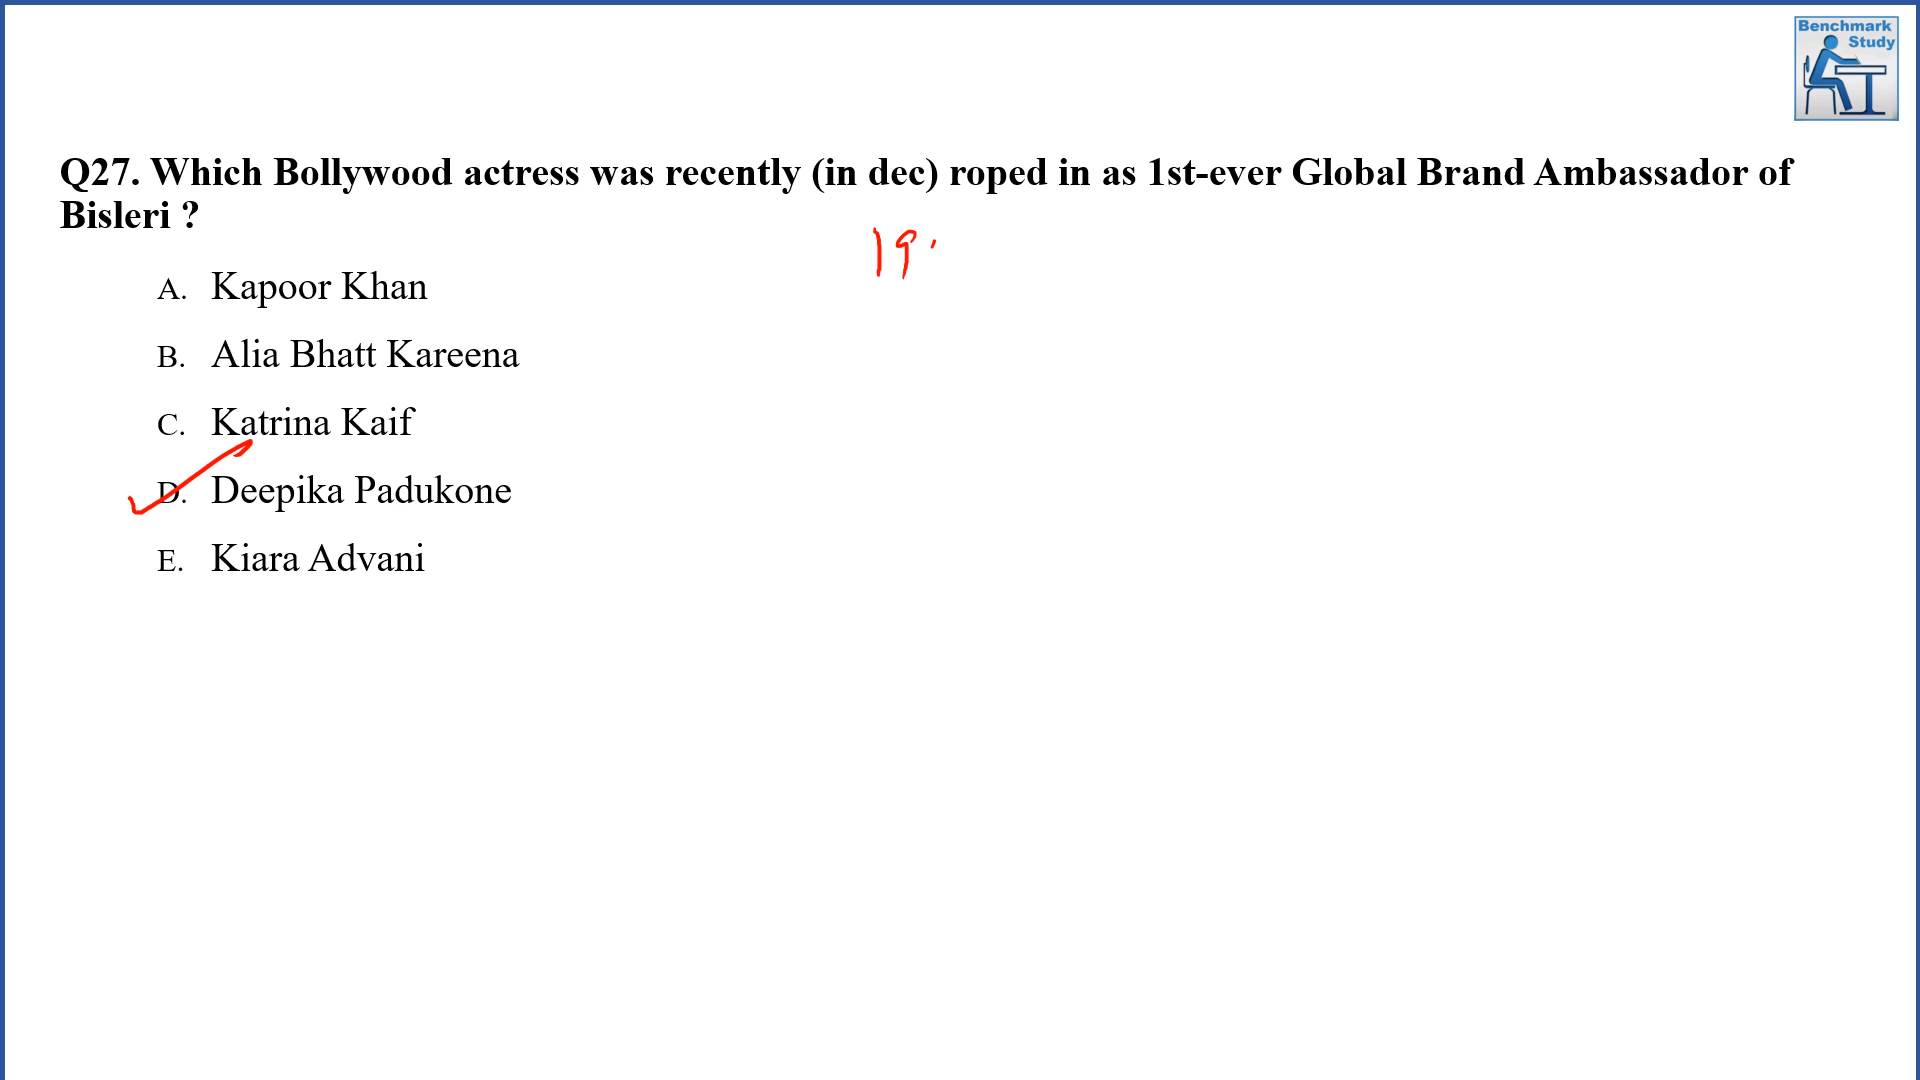 Benchmark
Study
Q27. Which Bollywood actress was recently (in dec) roped in as 1st-ever Global Brand Ambassador of
Bisleri ?
19
A. Kapoor Khan
B. Alia Bhatt Kareena
C. Katrina Kaif
D. Deepika Padukone
E. Kiara Advani